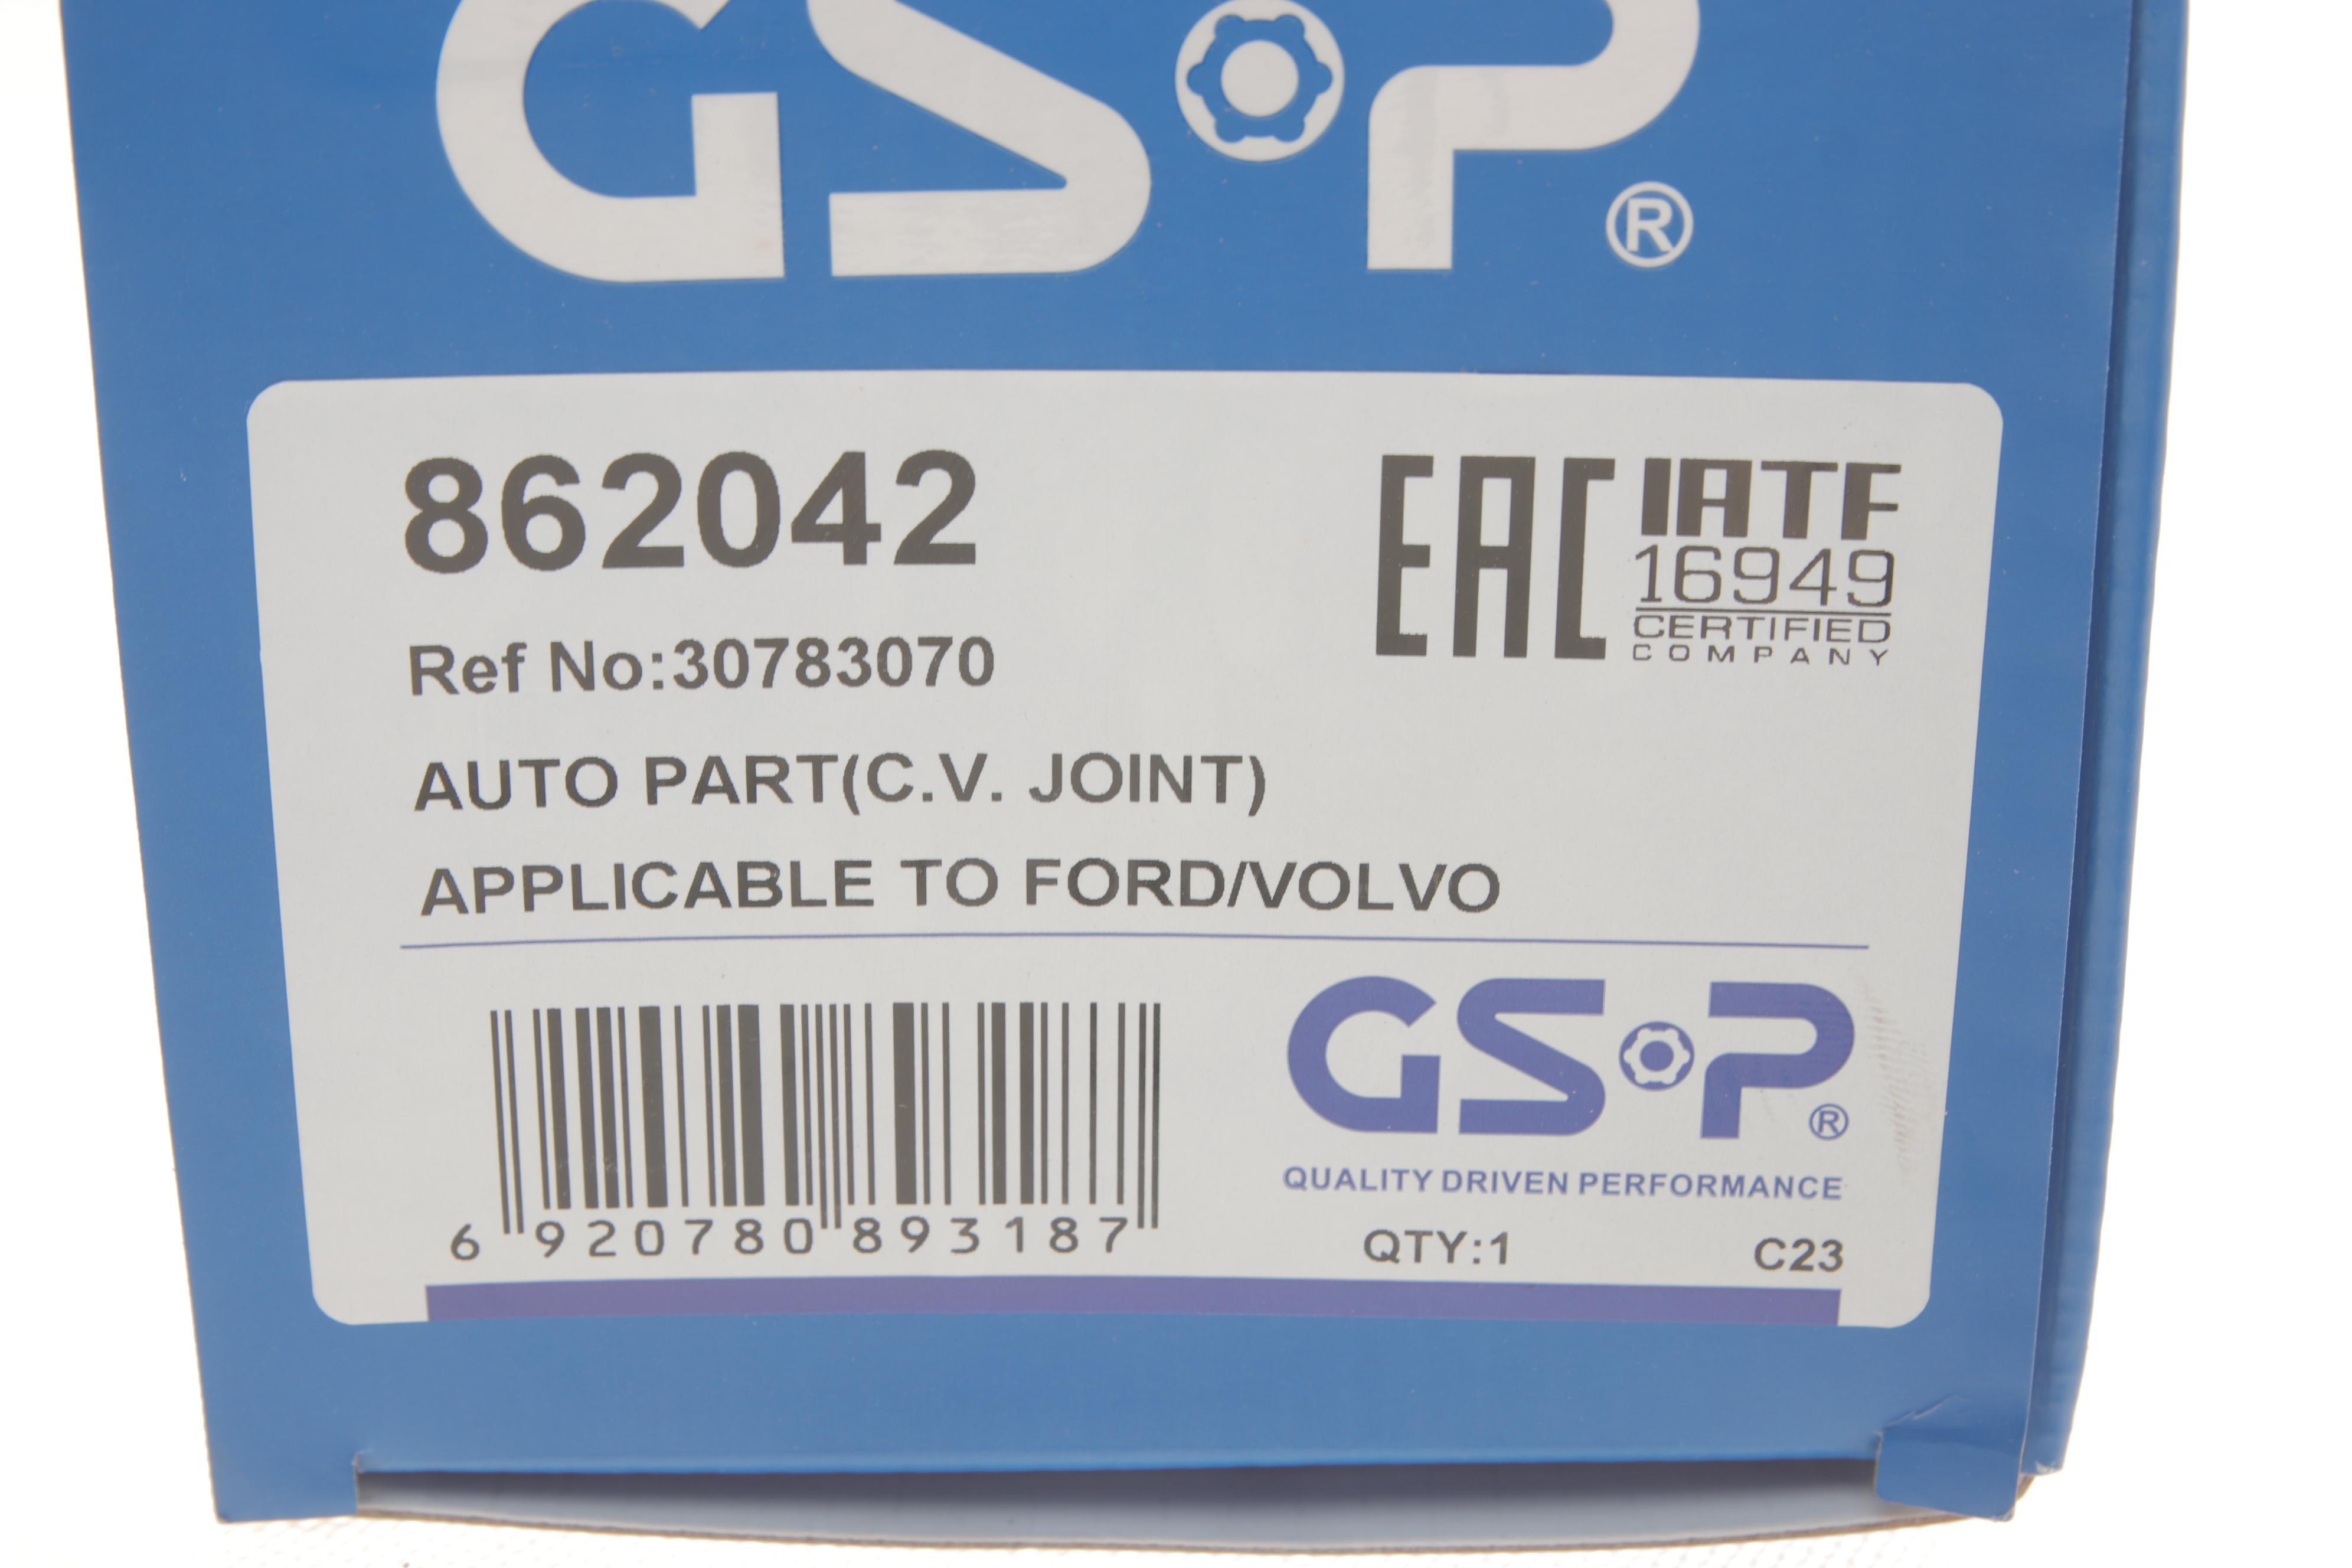 GSP®
862042
EAC
IATF
16949
CERTIFIED
COMPANY
Ref No:30783070
AUTO PART(C.V. JOINT)
APPLICABLE TO FORD/VOLVO
6 920780 893187
GSP®
QUALITY DRIVEN PERFORMANCE
QTY:1 C23